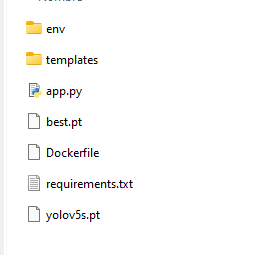 env
templates
app.py
best.pt
Dockerfile
requirements.txt
yolov5s.pt